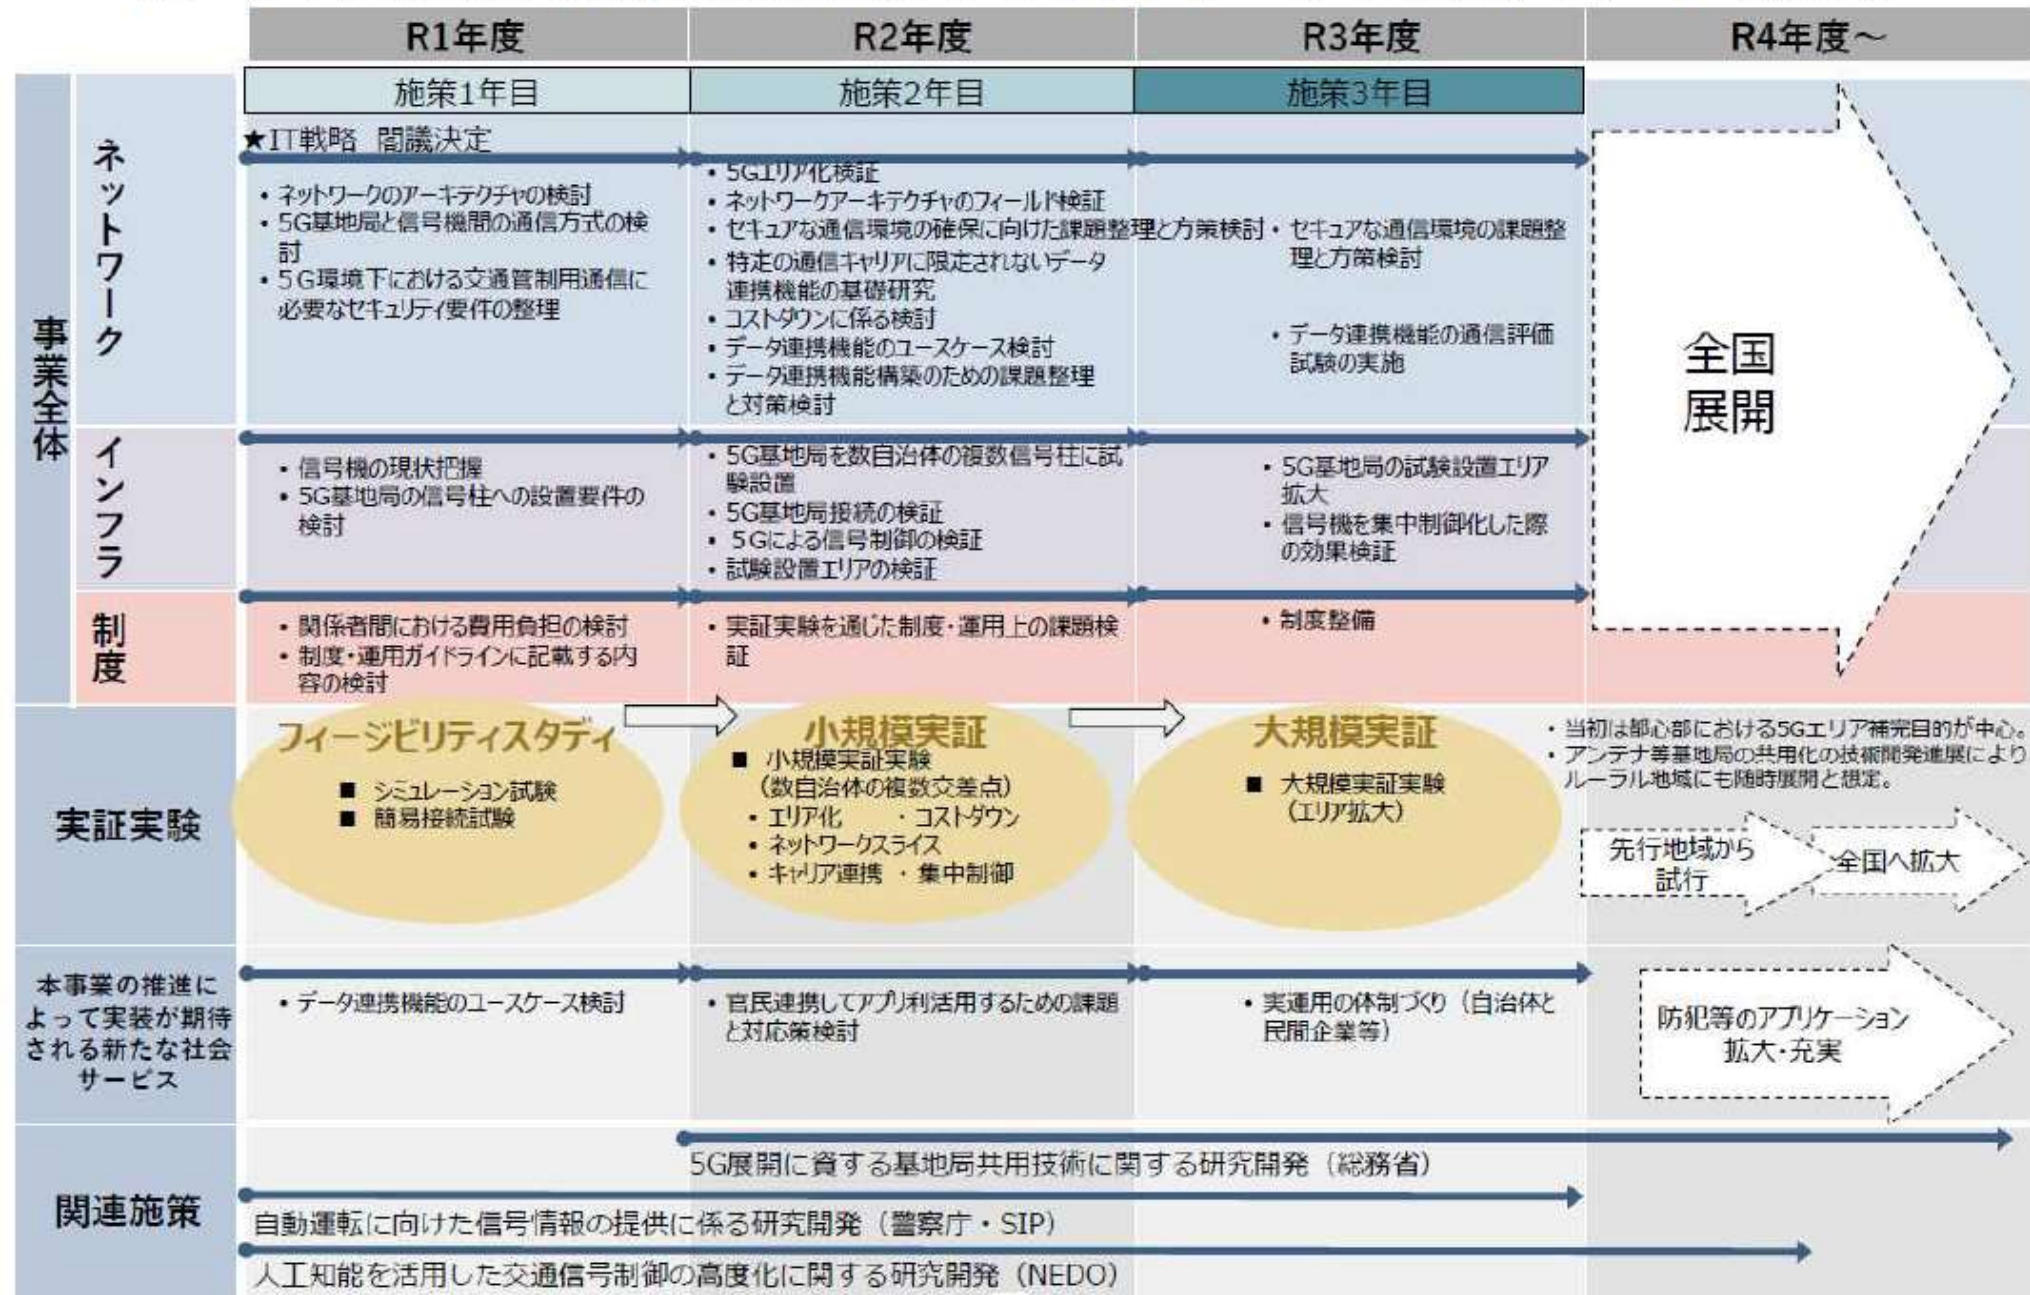 R1年度
R2年度
R3年度
R4年度～
施策1年目
施策2年目
施策3年目
事業全体
ネットワーク
★IT戦略 閣議決定
・ネットワークのアーキテクチャの検討
・5G基地局と信号機間の通信方式の検
討
・5G環境下における交通管制用通信に
必要なセキュリティ要件の整理
・5Gエリア化検証
・ネットワークアーキテクチャのフィールド検証
・セキュアな通信環境の確保に向けた課題整理と方策検討
・特定の通信キャリアに限定されないデータ
連携機能の基礎研究
・コストダウンに係る検討
・データ連携機能のユースケース検討
・データ連携機能構築のための課題整理
と対策検討
・セキュアな通信環境の課題整
理と方策検討
・データ連携機能の通信評価
試験の実施
全国
展開
インフラ
・信号機の現状把握
・5G基地局の信号柱への設置要件の
検討
・5G基地局を数自治体の複数信号柱に試
験設置
・5G基地局接続の検証
・5Gによる信号制御の検証
・試験設置エリアの検証
・5G基地局の試験設置エリア
拡大
・信号機を集中制御化した際
の効果検証
制度
・関係者間における費用負担の検討
・制度・運用ガイドラインに記載する内
容の検討
・実証実験を通じた制度・運用上の課題検
証
・制度整備
実証実験
フィージビリティスタディ
■ シミュレーション試験
■ 簡易接続試験
小規模実証
■ 小規模実証実験
（数自治体の複数交差点）
・エリア化 ・コストダウン
・ネットワークスライス
・キャリア連携 ・集中制御
大規模実証
■ 大規模実証実験
（エリア拡大）
・当初は都心部における5Gエリア補完目的が中心。
・アンテナ等基地局の共用化の技術開発進展により
ルーラル地域にも随時展開と想定。
先行地域から
試行
全国へ拡大
本事業の推進に
よって実装が期待
される新たな社会
サービス
・データ連携機能のユースケース検討
・官民連携してアプリ利活用するための課題
と対応策検討
・実運用の体制づくり（自治体と
民間企業等）
防犯等のアプリケーション
拡大・充実
関連施策
5G展開に資する基地局共用技術に関する研究開発（総務省）
自動運転に向けた信号情報の提供に係る研究開発（警察庁・SIP）
人工知能を活用した交通信号制御の高度化に関する研究開発（NEDO）